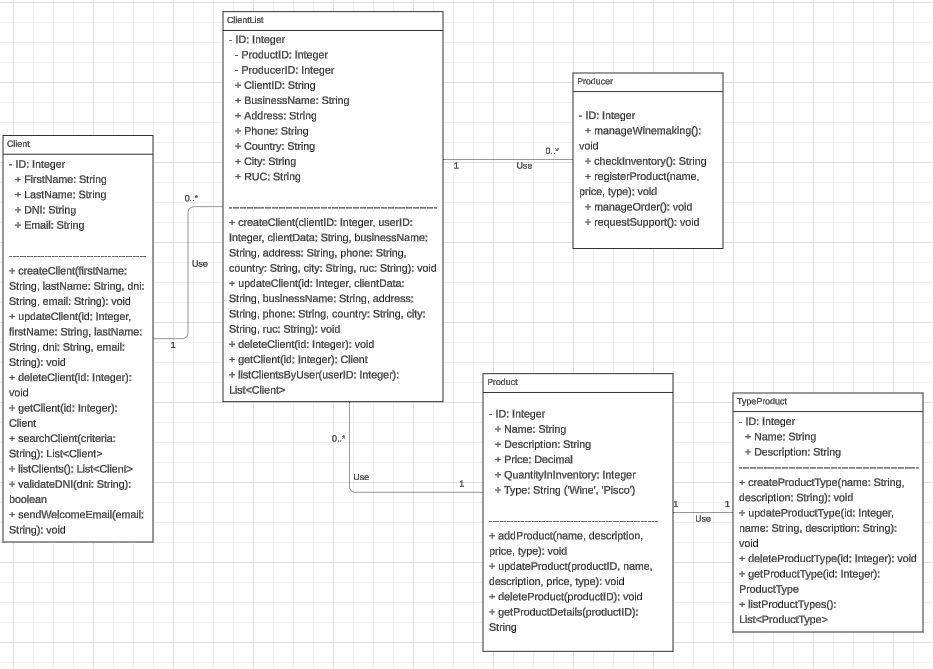 ClientList
- ID: Integer
- ProductID: Integer
- ProducerID: Integer
+ ClientID: String
+ BusinessName: String
+ Address: String
+ Phone: String
+ Country: String
+ City: String
+ RUC: String
+ createClient(clientID: Integer, userID:
Integer, clientData: String, businessName:
String, address: String, phone: String,
country: String, city: String, ruc: String): void
+ updateClient(id: Integer, clientData:
String, businessName: String, address:
String, phone: String, country: String, city:
String, ruc: String): void
+ deleteClient(id: Integer): void
+ getClient(id: Integer): Client
+ listClientsByUser(userID: Integer):
List<Client>
Producer
- ID: Integer
+ manageWinemaking():
void
+ checkInventory(): String
+ registerProduct(name,
price, type): void
+ manageOrder(): void
+ requestSupport(): void
1
Use
0..*
Client
- ID: Integer
+ FirstName: String
+ LastName: String
+ DNI: String
+ Email: String
+ createClient(firstName:
String, lastName: String, dni:
String, email: String): void
+ updateClient(id: Integer,
firstName: String, lastName:
String, dni: String, email:
String): void
+ deleteClient(id: Integer):
void
+ getClient(id: Integer):
Client
+ searchClient(criteria:
String): List<Client>
+ listClients(): List<Client>
+ validateDNI(dni: String):
boolean
+ sendWelcomeEmail(email:
String): void
0..*
Use
1
0..*
Use
1
Product
- ID: Integer
+ Name: String
+ Description: String
+ Price: Decimal
+ QuantityInInventory: Integer
+ Type: String ('Wine', 'Pisco')
+ addProduct(name, description,
price, type): void
+ updateProduct(productID, name,
description, price, type): void
+ deleteProduct(productID): void
+ getProductDetails(productID):
String
1
Use
1
TypeProduct
- ID: Integer
+ Name: String
+ Description: String
+ createProductType(name: String,
description: String): void
+ updateProductType(id: Integer,
name: String, description: String):
void
+ deleteProductType(id: Integer): void
+ getProductType(id: Integer):
ProductType
+ listProductTypes():
List<ProductType>